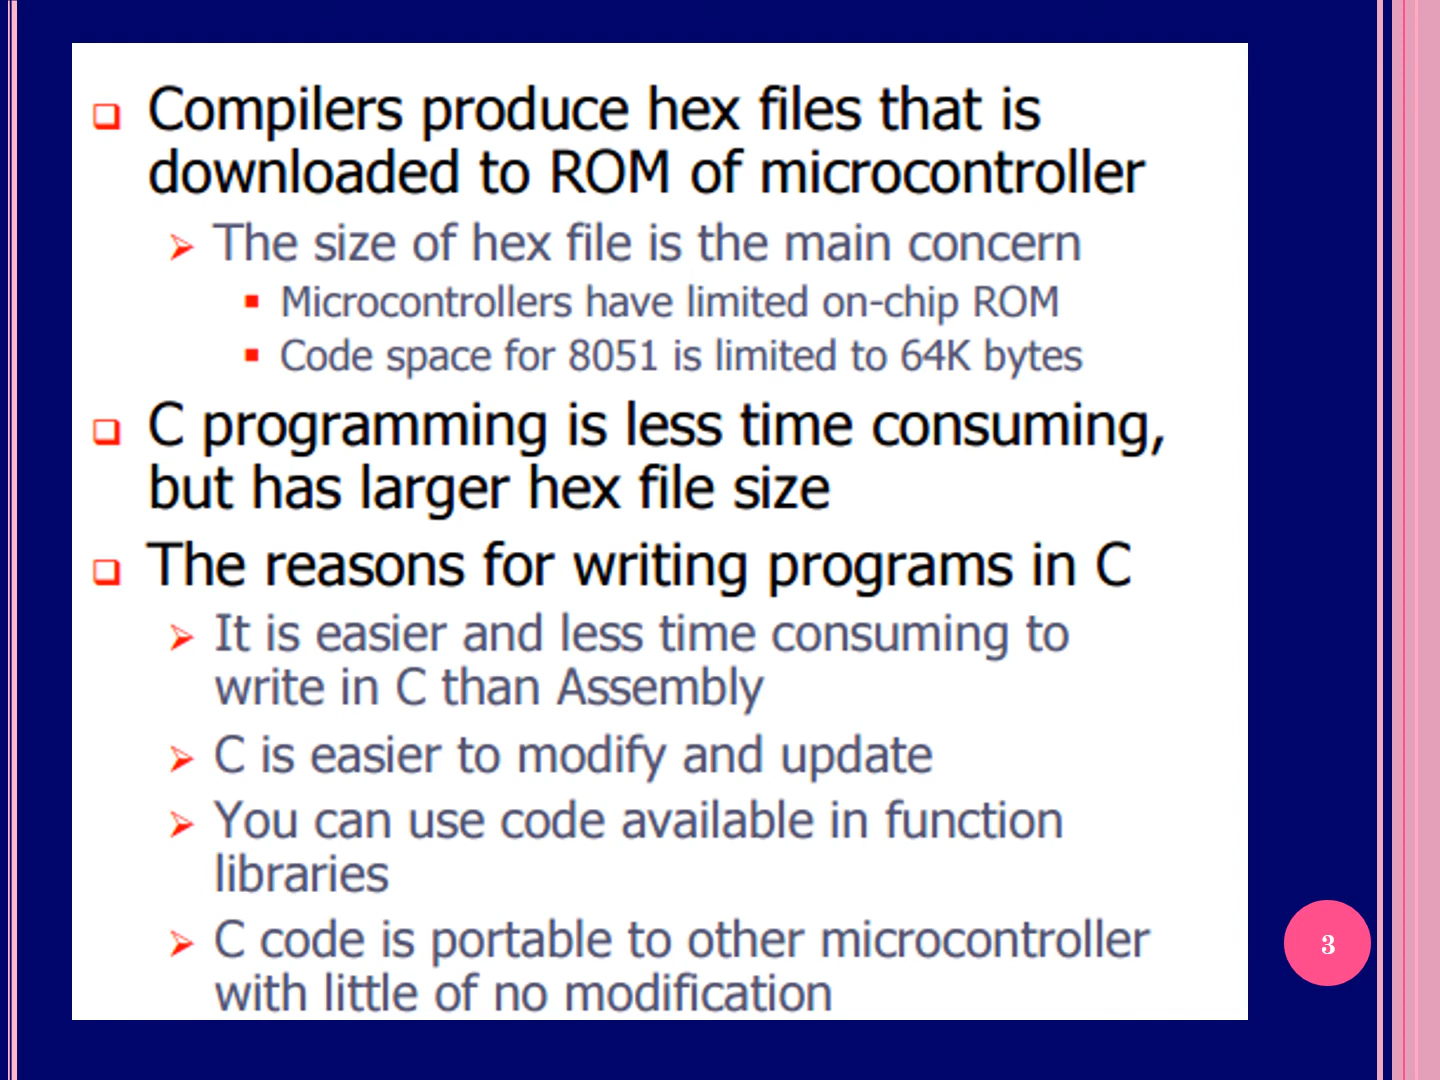 Compilers produce hex files that is
downloaded to ROM of microcontroller
The size of hex file is the main concern
Microcontrollers have limited on-chip ROM
Code space for 8051 is limited to 64K bytes
C programming is less time consuming,
but has larger hex file size
The reasons for writing programs in C
It is easier and less time consuming to
write in C than Assembly
C is easier to modify and update
You can use code available in function
libraries
C code is portable to other microcontroller
with little of no modification
3